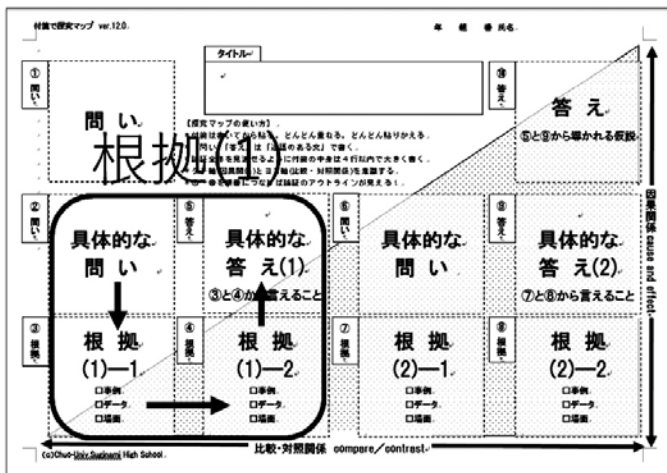 付箋で探究マップ ver.12.0
年 組 番 氏名
タイトル
① 問い
問い
根拠(1)
【探究マップの使い方】
⑩ 答え
答え
⑤と⑨から導かれる仮説
② 問い
具体的な
問い
⑤ 答え
具体的な
答え(1)
③と④から言えること
⑥ 問い
具体的な
問い
⑨ 答え
具体的な
答え(2)
⑦と⑧から言えること
③ 根拠
根拠
(1)―1
□事例
□データ
□場面
④ 根拠
根拠
(1)―2
□事例
□データ
□場面
⑦ 根拠
根拠
(2)―1
□事例
□データ
□場面
⑧ 根拠
根拠
(2)―2
□事例
□データ
□場面
因果関係 cause and effect
比較・対照関係 compare/contrast
(c)Chuo-Univ.Suginami High School.